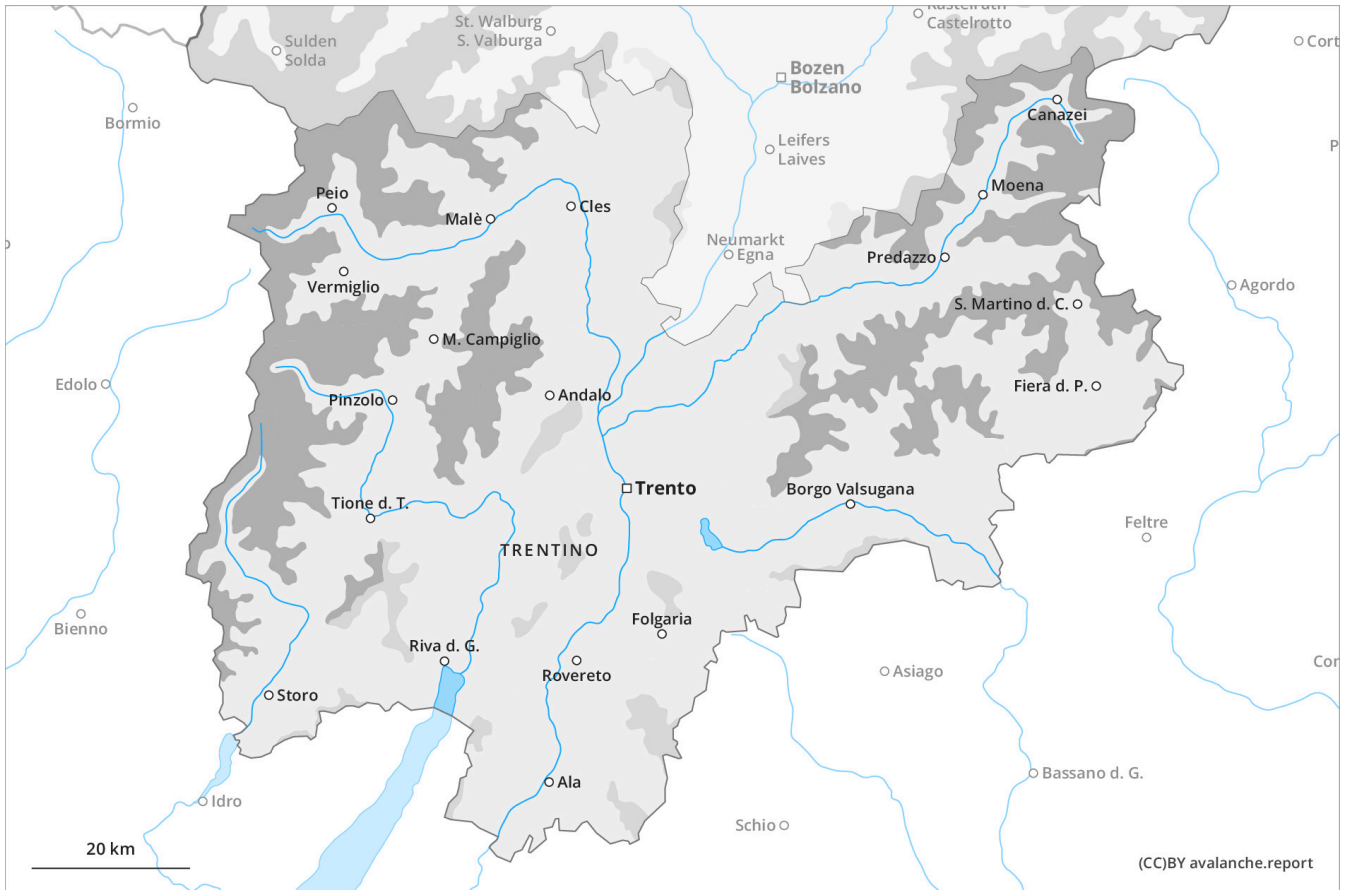 St. Walburg
S. Valburga
Castelrotto
Sulden
Solda
Cort
Bozen
Bolzano
Bormio
Canazei
Leifers
Laives
P
Peio
Moena
Malè
Cles
Neumarkt
Egna
Predazzo
Vermiglio
Agordo
S. Martino d. C.
M. Campiglio
Edolo
Fiera d. P.
Andalo
Pinzolo
Trento
Borgo Valsugana
Tione d. T.
Feltre
TRENTINO
Folgaria
Bienno
Riva d. G.
Cor
Asiago
Rovereto
Storo
Bassano d. G.
Ala
Idro
Schio
20 km
(CC)BY avalanche.report